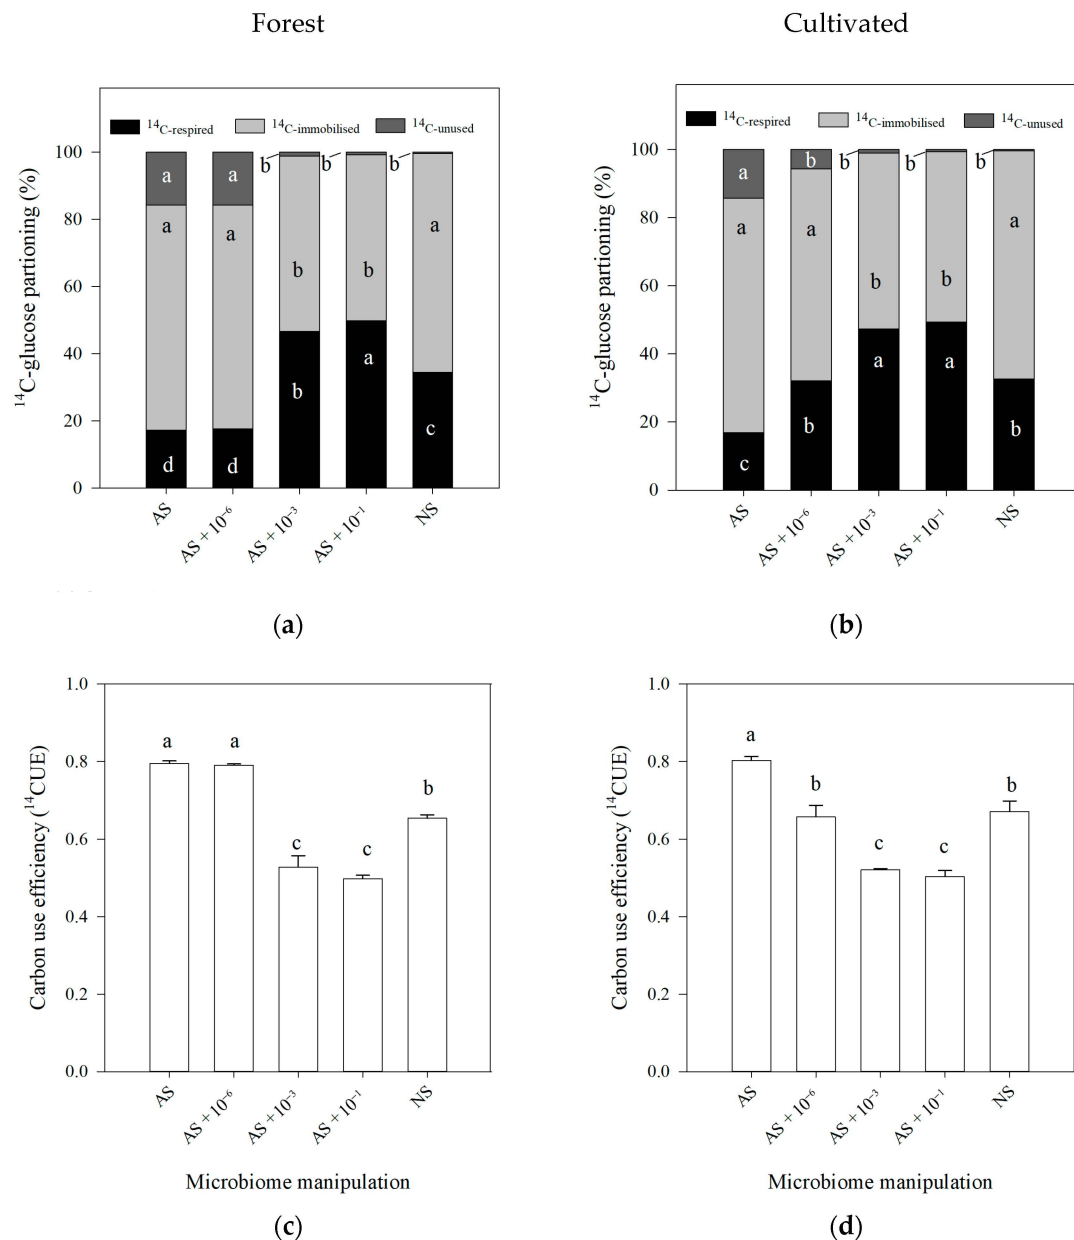 Forest
Cultivated
¹⁴C-respired ¹⁴C-immobilised ¹⁴C-unused
¹⁴C-glucose partioning (%)
100
80
60
40
20
0
a a b b b
a a b b a
d d b a c
AS
AS + 10⁻⁶
AS + 10⁻³
AS + 10⁻¹
NS
(a)
¹⁴C-respired ¹⁴C-immobilised ¹⁴C-unused
¹⁴C-glucose partioning (%)
100
80
60
40
20
0
a b b b b
a a b b a
c b a a b
AS
AS + 10⁻⁶
AS + 10⁻³
AS + 10⁻¹
NS
(b)
Carbon use efficiency (¹⁴CUE)
1.0
0.8
0.6
0.4
0.2
0.0
a a c c b
AS
AS + 10⁻⁶
AS + 10⁻³
AS + 10⁻¹
NS
Microbiome manipulation
(c)
Carbon use efficiency (¹⁴CUE)
1.0
0.8
0.6
0.4
0.2
0.0
a b c c b
AS
AS + 10⁻⁶
AS + 10⁻³
AS + 10⁻¹
NS
Microbiome manipulation
(d)